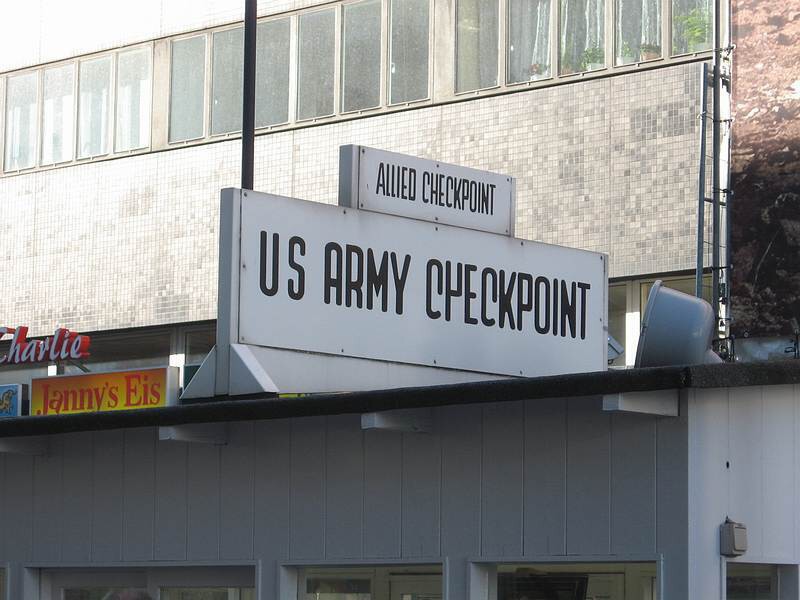 ALLIED CHECKPOINT
US ARMY CHECKPOINT
Charlie
Janny's Eis